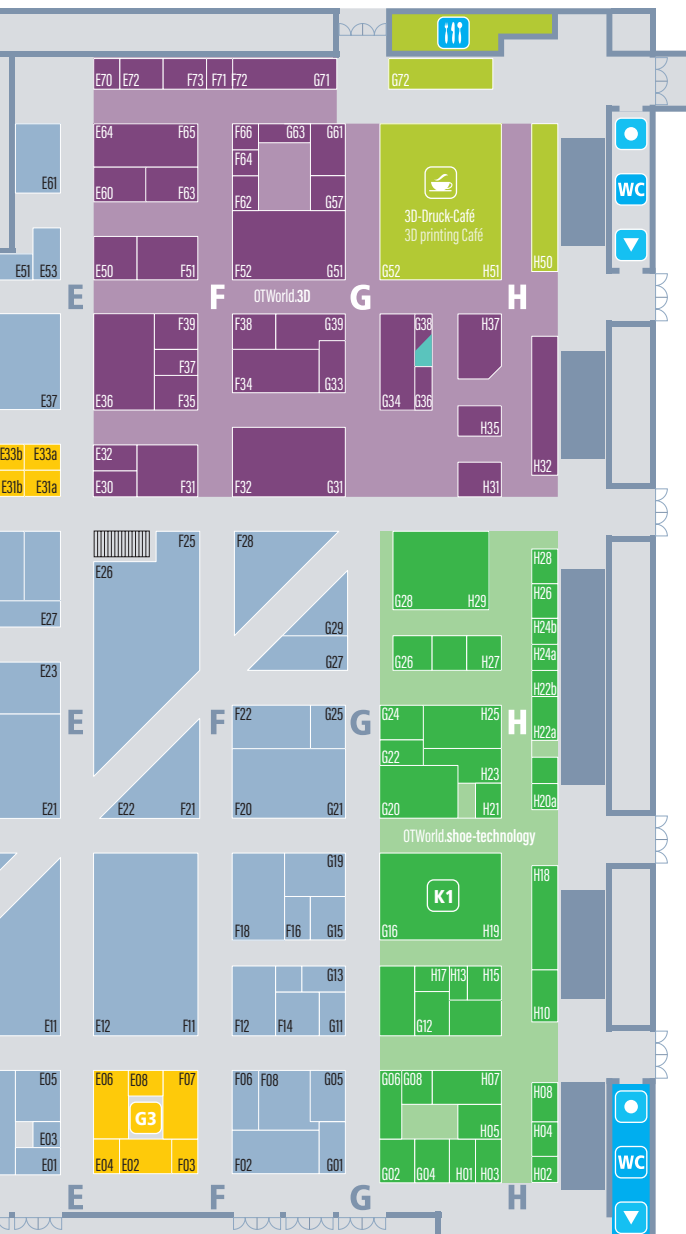 E70 E72 F73 F71 F72 G71 G72
E64 F65 F66 G63 G61
F64
E61 E60 F63 F62 G57
WC
3D-Druck-Café
3D printing Café
E51 E53 E50 F51 F52 G51 G52 H51 H50
E F OTWorld.3D G H
F39 F38 G39 G38 H37
F37
E37 E36 F35 F34 G33 G34 G36
H35
E33b E33a E32 H32
E31b E31a E30 F31 F32 G31 H31
F25 F28
E26 H28
G28 H29 H26
E27 G29 H24b
E23 G27 G26 H27 H24a
H22b
E F22 G25 G24 H25 H22a
F G H
G22
H23
E21 E22 F21 F20 G21 G20 H21 H20a
OTWorld.shoe-technology
G19 H18
K1
F18 F16 G15 G16 H19
G13 H17 H13 H15
E11 E12 F11 F12 F14 G11 G12 H10
E05 E06 E08 F07 F06 F08 G05 G06 G08 H07 H08
G3
E03 H05 H04
E01 E04 E02 F03 F02 G01 G02 G04 H01 H03 H02
WC
E F G H